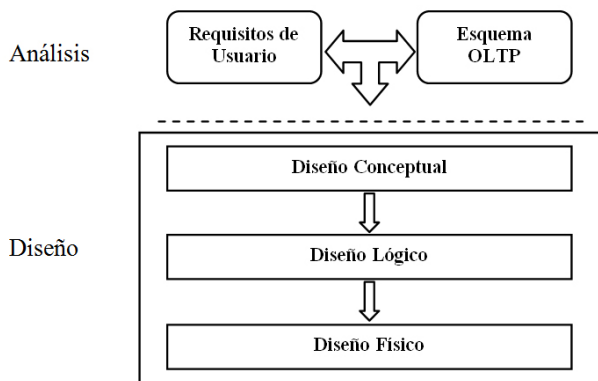 Análisis
Requisitos de
Usuario
Esquema
OLTP
Diseño
Diseño Conceptual
Diseño Lógico
Diseño Físico